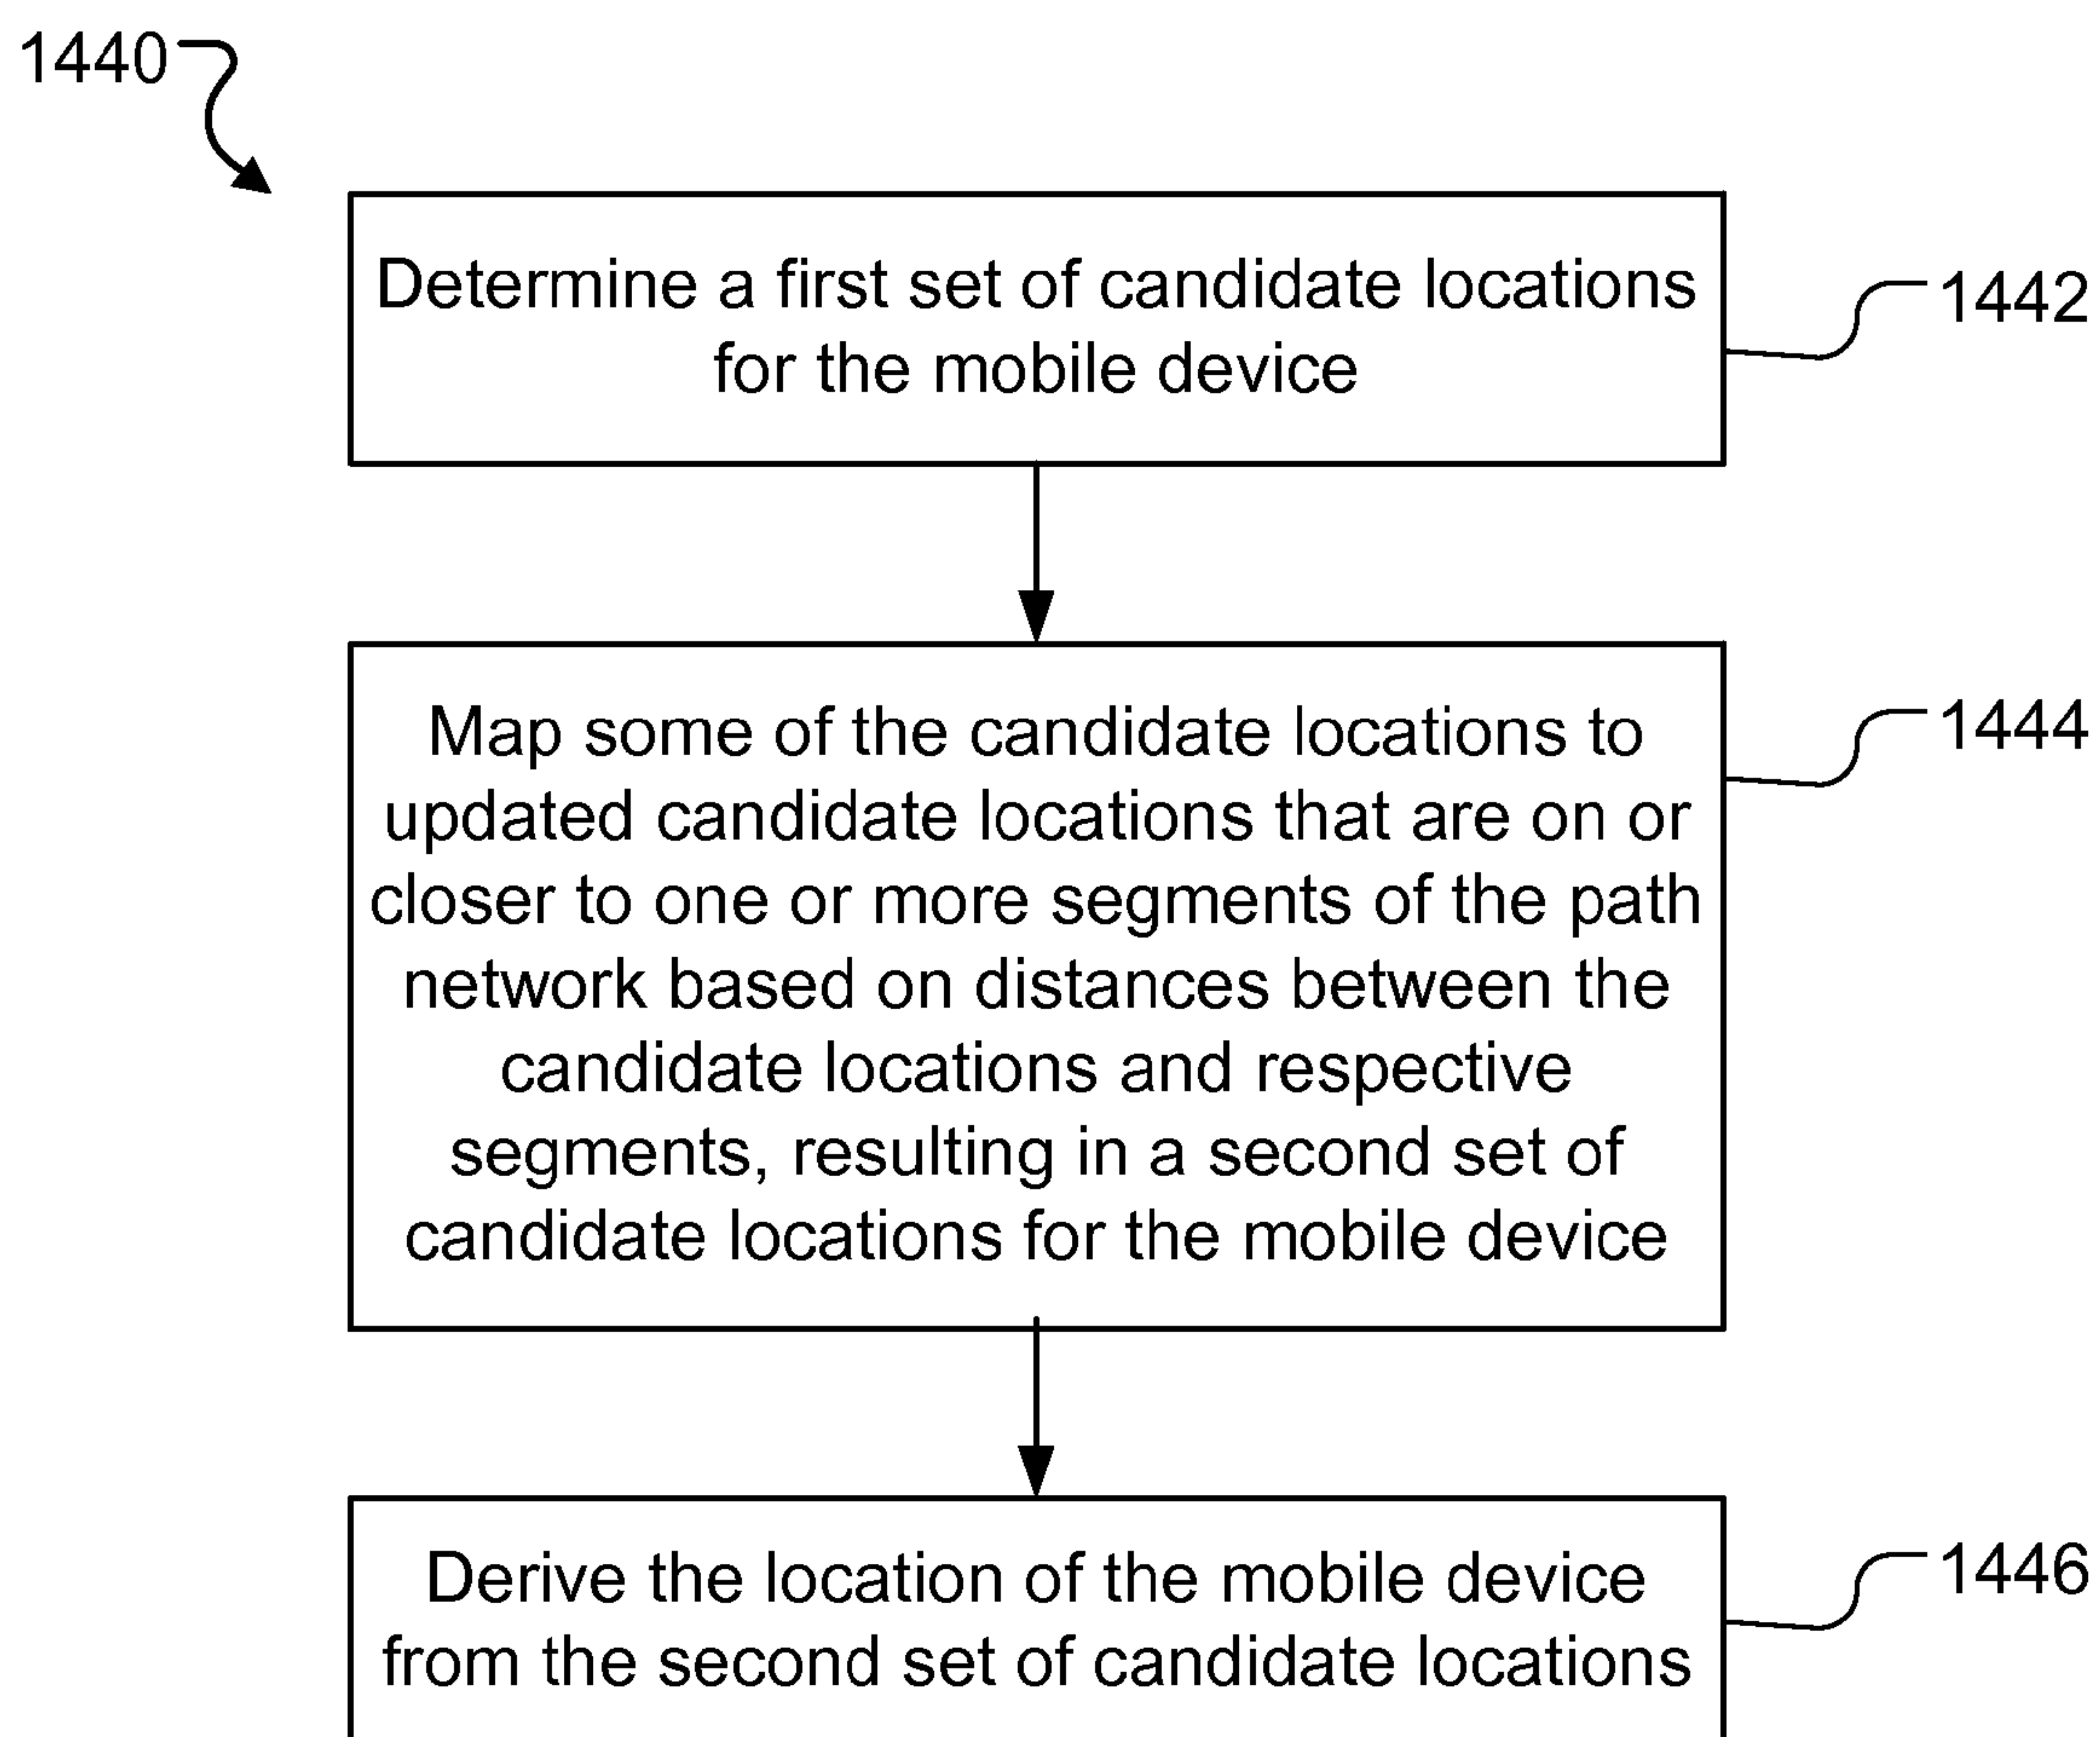 1440
Determine a first set of candidate locations
for the mobile device
1442
Map some of the candidate locations to
updated candidate locations that are on or
closer to one or more segments of the path
network based on distances between the
candidate locations and respective
segments, resulting in a second set of
candidate locations for the mobile device
1444
Derive the location of the mobile device
from the second set of candidate locations
1446